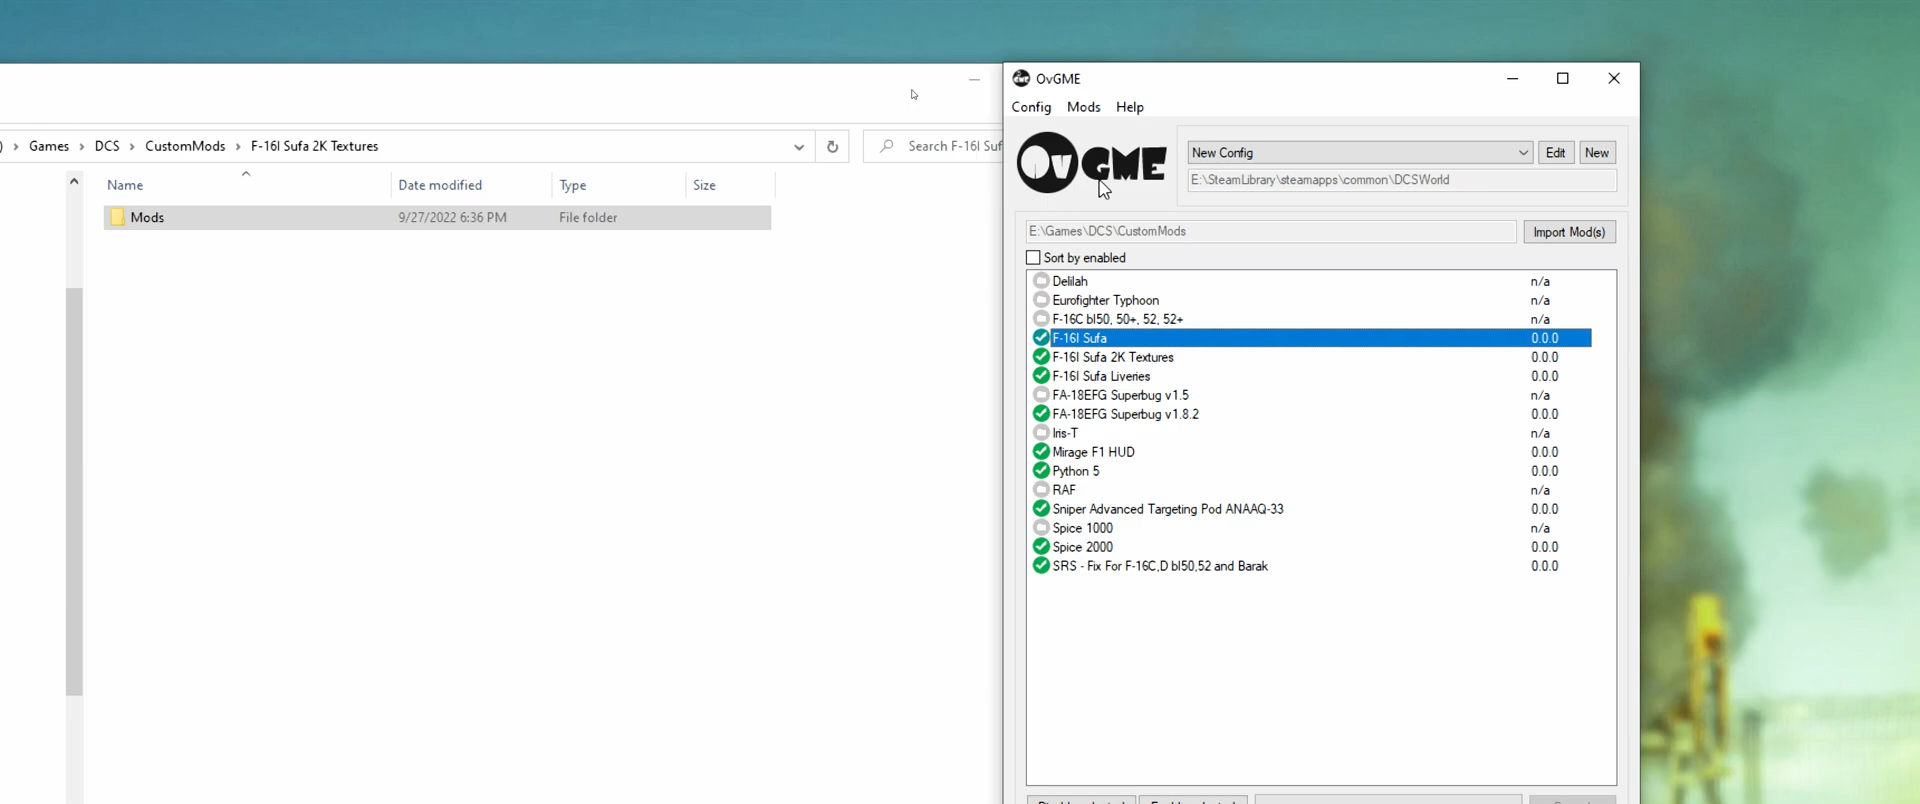 OvGME
Config Mods Help
Games > DCS > CustomMods > F-16I Sufa 2K Textures
Search F-16I Suf
OvGME
New Config
Edit
New
E:\SteamLibrary\steamapps\common\DCSWorld
Name
Date modified
Type
Size
Mods
9/27/2022 6:36 PM
File folder
E:\Games\DCS\CustomMods
Import Mod(s)
Sort by enabled
Delilah n/a
Eurofighter Typhoon n/a
F-16C bl50, 50+, 52, 52+ n/a
F-16I Sufa 0.0.0
F-16I Sufa 2K Textures 0.0.0
F-16I Sufa Liveries 0.0.0
FA-18EFG Superbug v1.5 n/a
FA-18EFG Superbug v1.8.2 0.0.0
Iris-T n/a
Mirage F1 HUD 0.0.0
Python 5 0.0.0
RAF n/a
Sniper Advanced Targeting Pod ANAAQ-33 0.0.0
Spice 1000 n/a
Spice 2000 0.0.0
SRS - Fix For F-16C,D bl50,52 and Barak 0.0.0